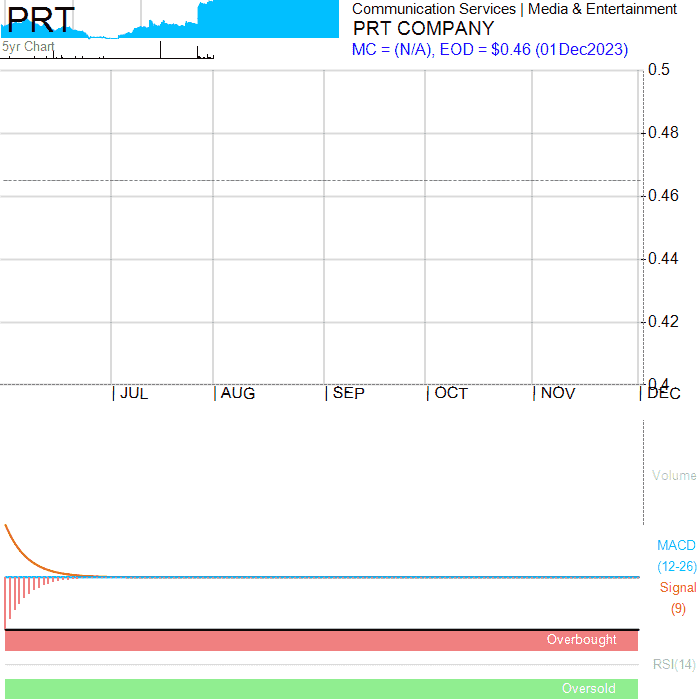 PRT
5yr Chart
Communication Services | Media & Entertainment
PRT COMPANY
MC = (N/A), EOD = $0.46 (01Dec2023)
0.5
0.48
0.46
0.44
0.42
0.4
JUL AUG SEP OCT NOV DEC
Volume
MACD
(12-26)
Signal
(9)
Overbought
RSI(14)
Oversold